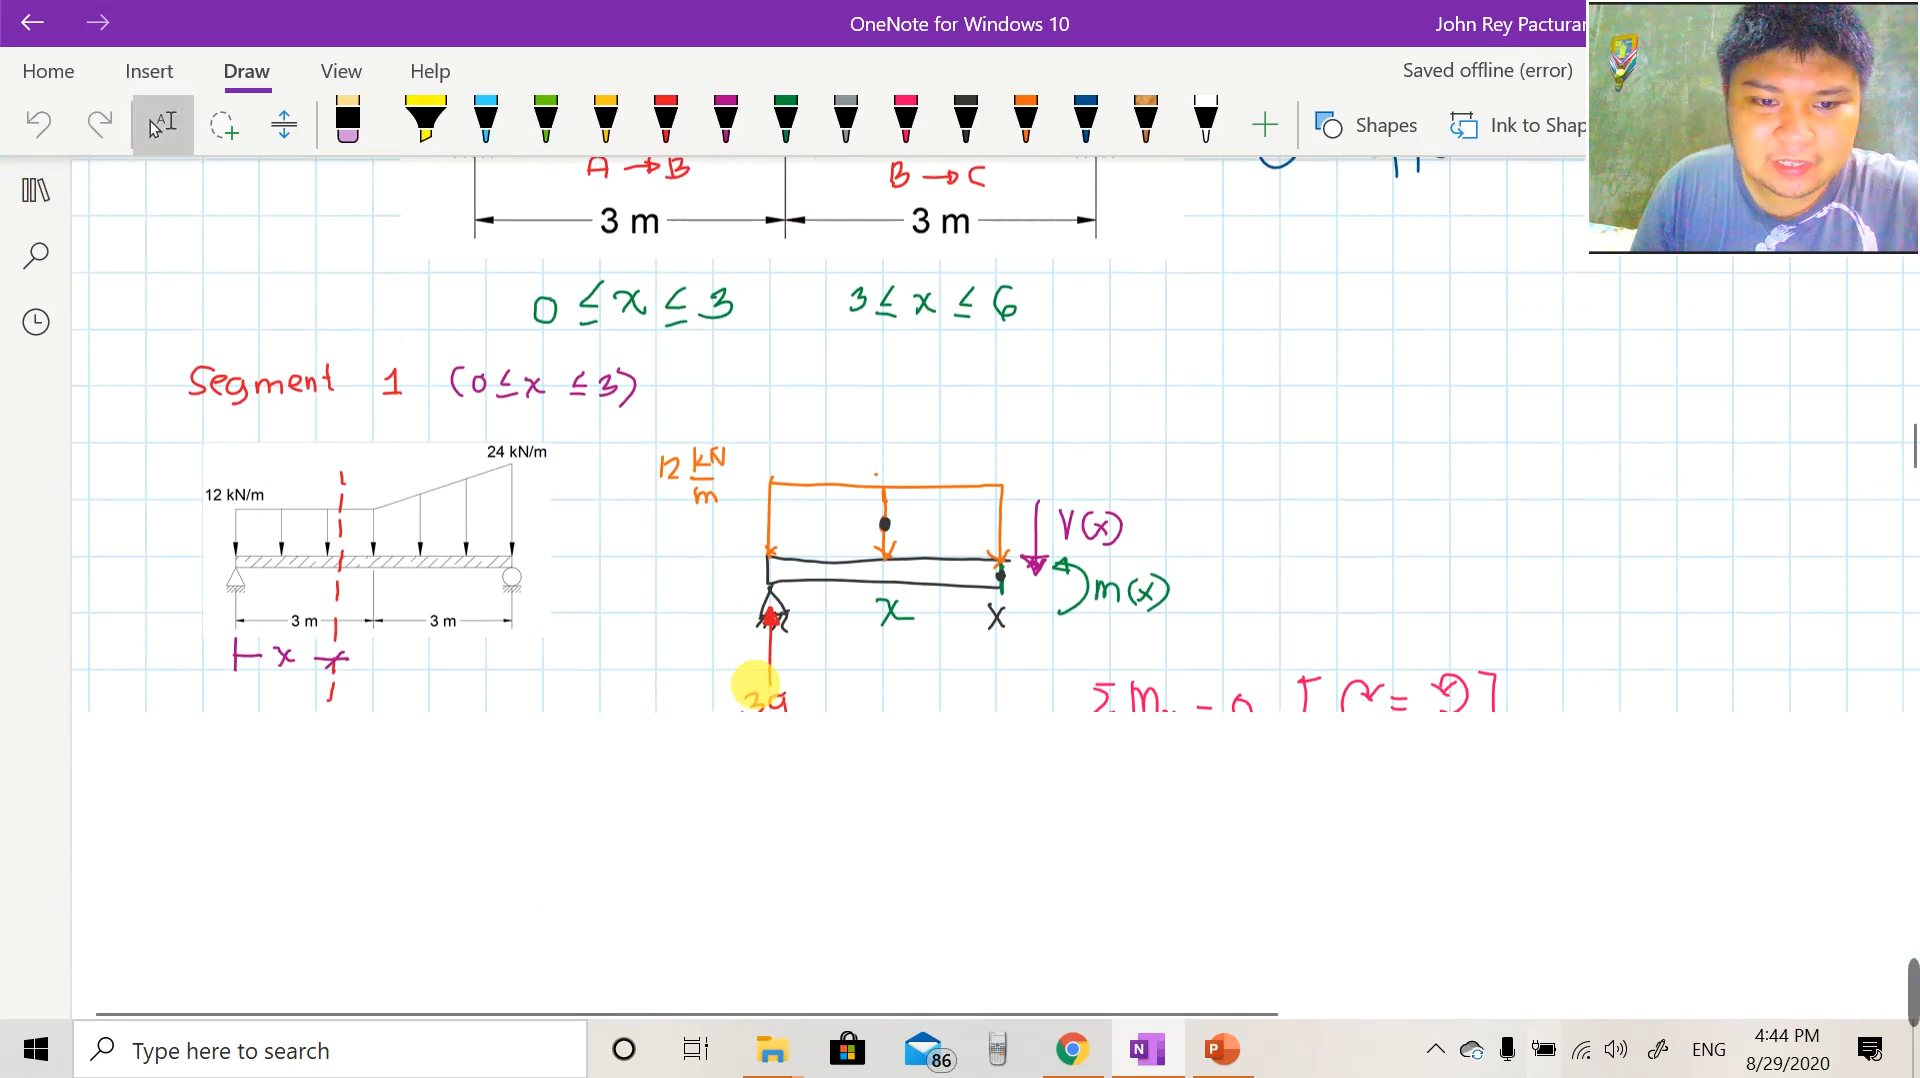 OneNote for Windows 10
John Rey Pactura
Home Insert Draw View Help
Saved offline (error)
Shapes
Ink to Shap
A → B
B → C
3 m
3 m
0 ≤ x ≤ 3
3 ≤ x ≤ 6
Segment 1 (0 ≤ x ≤ 3)
24 kN/m
12 kN/m
3 m
3 m
x
12 kN/m
V(x)
m(x)
x
X
39
Type here to search
86
ENG
4:44 PM
8/29/2020